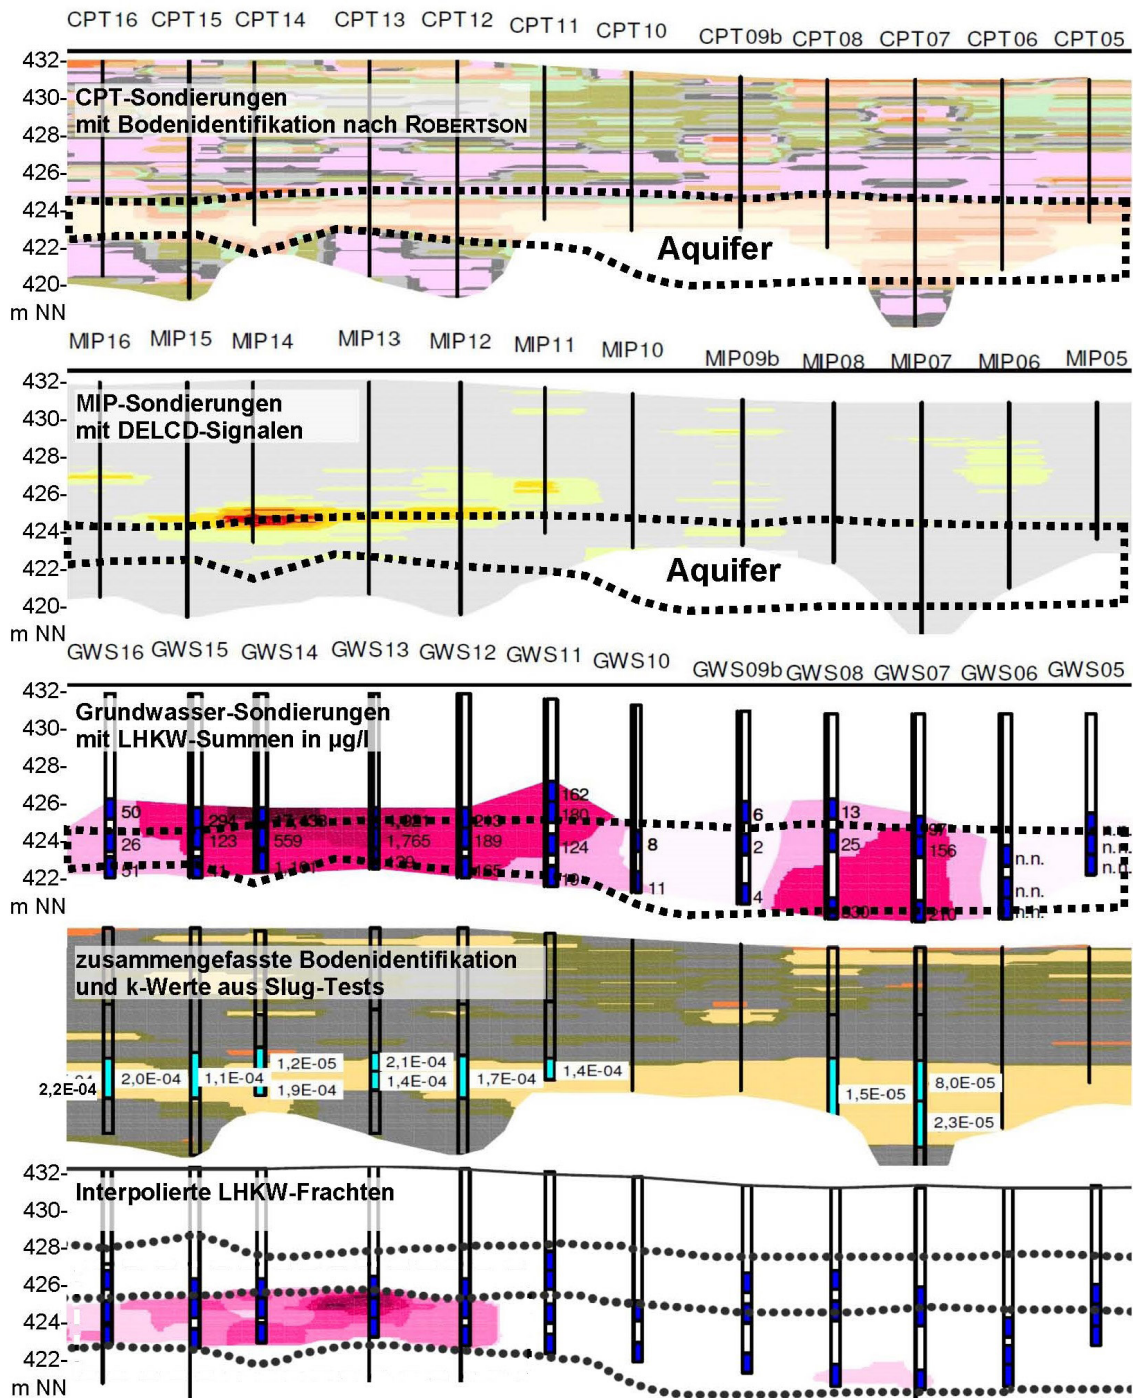 CPT16 CPT15 CPT14 CPT13 CPT12 CPT11 CPT10 CPT09b CPT08 CPT07 CPT06 CPT05
432-
430-
CPT-Sondierungen
mit Bodenidentifikation nach ROBERTSON
428-
426-
424-
422-
Aquifer
420-
m NN
MIP16 MIP15 MIP14 MIP13 MIP12 MIP11 MIP10 MIP09b MIP08 MIP07 MIP06 MIP05
432-
MIP-Sondierungen
430-
mit DELCD-Signalen
428-
426-
424-
422-
Aquifer
420-
m NN
GWS16 GWS15 GWS14 GWS13 GWS12 GWS11 GWS10 GWS09b GWS08 GWS07 GWS06 GWS05
432-
Grundwasser-Sondierungen
430-
mit LHKW-Summen in µg/l
428-
162
426-
50 294 213 180 6 13 97 n.n.
424-
26 123 559 1,765 189 124 8 2 25 156 n.n. n.n.
422-
51 11 4 n.n. n.n. n.n.
210
m NN
zusammengefasste Bodenidentifikation
und k-Werte aus Slug-Tests
1,2E-05 2,1E-04
2,2E-04 2,0E-04 1,1E-04 1,9E-04 1,4E-04 1,7E-04 1,4E-04 1,5E-05 8,0E-05
2,3E-05
432-
Interpolierte LHKW-Frachten
430-
428-
426-
424-
422-
m NN